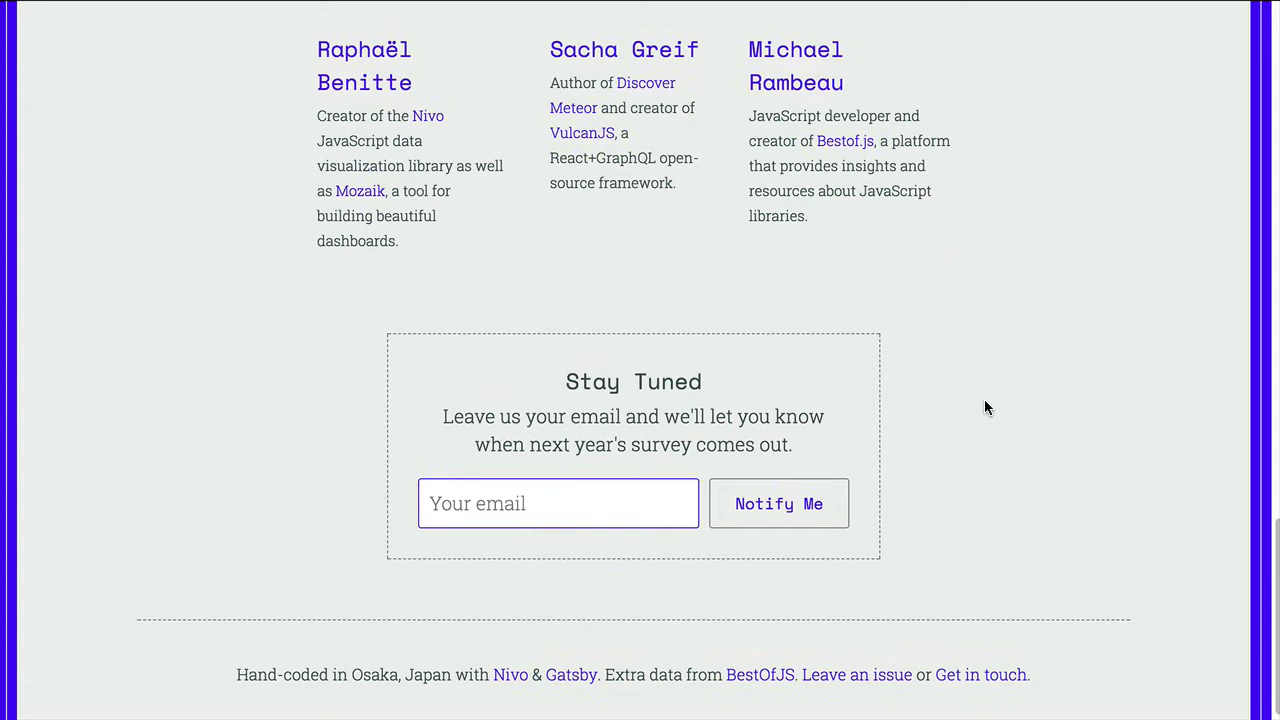 Raphaël
Benitte
Creator of the Nivo
JavaScript data
visualization library as well
as Mozaik, a tool for
building beautiful
dashboards.
Sacha Greif
Author of Discover
Meteor and creator of
VulcanJS, a
React+GraphQL open-
source framework.
Michael
Rambeau
JavaScript developer and
creator of Bestof.js, a platform
that provides insights and
resources about JavaScript
libraries.
Stay Tuned
Leave us your email and we'll let you know
when next year's survey comes out.
Your email
Notify Me
Hand-coded in Osaka, Japan with Nivo & Gatsby. Extra data from BestOfJS. Leave an issue or Get in touch.